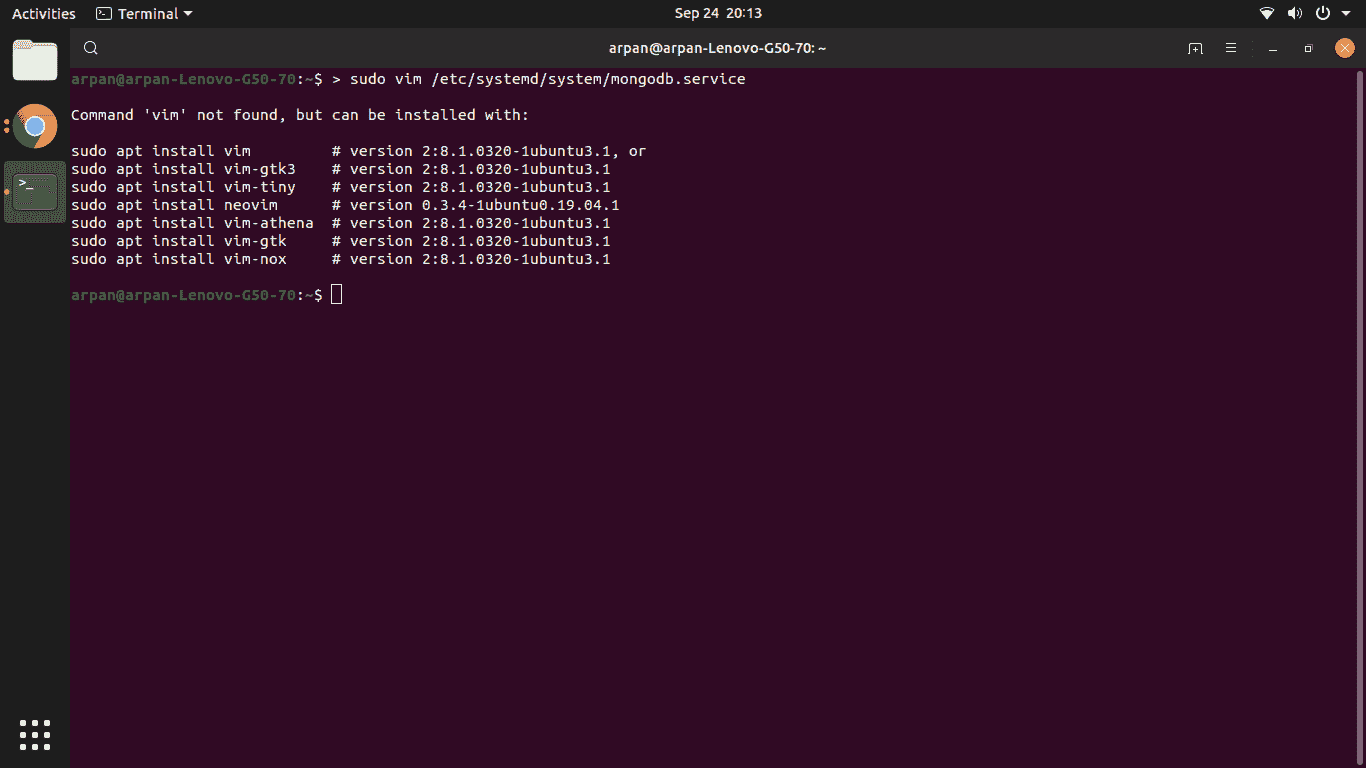 Activities Terminal Sep 24 20:13
arpan@arpan-Lenovo-G50-70: ~
arpan@arpan-Lenovo-G50-70:~$ > sudo vim /etc/systemd/system/mongodb.service
Command 'vim' not found, but can be installed with:
sudo apt install vim         # version 2:8.1.0320-1ubuntu3.1, or
sudo apt install vim-gtk3    # version 2:8.1.0320-1ubuntu3.1
sudo apt install vim-tiny    # version 2:8.1.0320-1ubuntu3.1
sudo apt install neovim      # version 0.3.4-1ubuntu0.19.04.1
sudo apt install vim-athena  # version 2:8.1.0320-1ubuntu3.1
sudo apt install vim-gtk     # version 2:8.1.0320-1ubuntu3.1
sudo apt install vim-nox     # version 2:8.1.0320-1ubuntu3.1
arpan@arpan-Lenovo-G50-70:~$